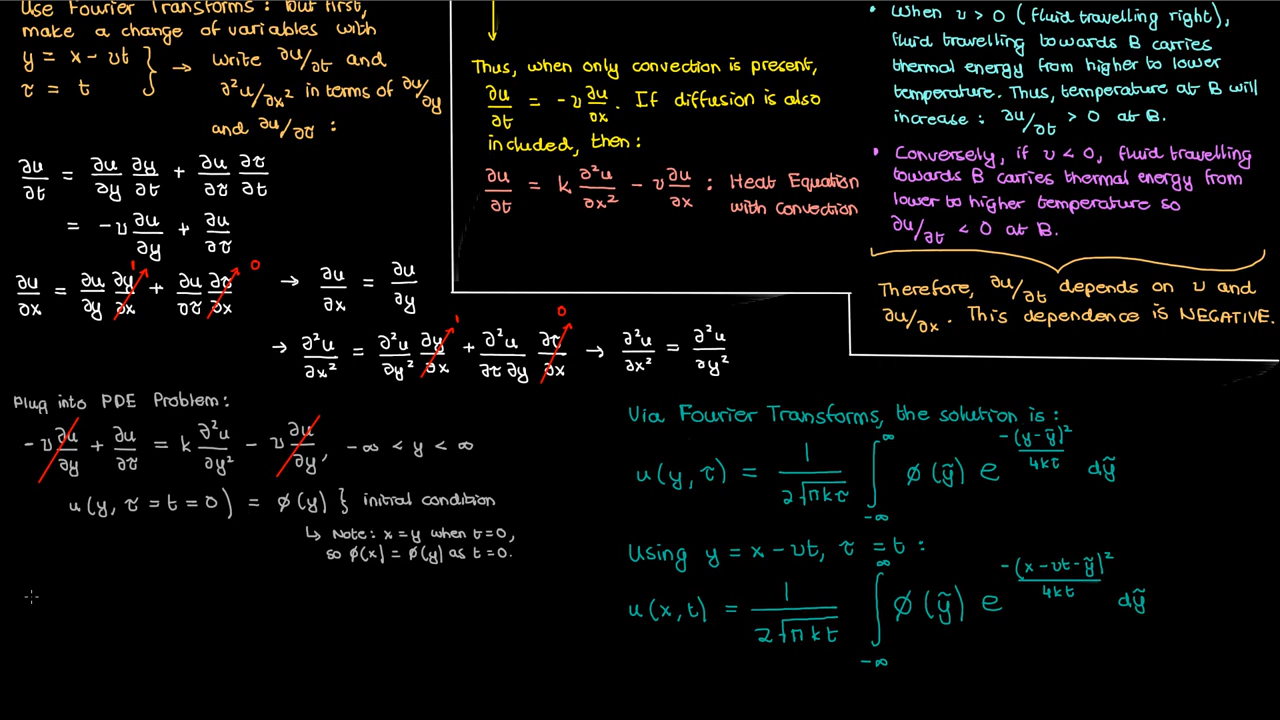 Use Fourier Transforms: but first,
make a change of variables with
y = x - vt
τ = t
→ write ∂u/∂t and
∂²u/∂x² in terms of ∂u/∂y
and ∂u/∂τ :
∂u/∂t = ∂u/∂y ∂y/∂t + ∂u/∂τ ∂τ/∂t
= -v ∂u/∂y + ∂u/∂τ
∂u/∂x = ∂u/∂y ∂y/∂x 1 + ∂u/∂τ ∂τ/∂x 0 → ∂u/∂x = ∂u/∂y
→ ∂²u/∂x² = ∂²u/∂y² ∂y/∂x 1 + ∂²u/∂τ∂y ∂τ/∂x 0 → ∂²u/∂x² = ∂²u/∂y²
Plug into PDE Problem:
-v ∂u/∂y + ∂u/∂τ = k ∂²u/∂y² - v ∂u/∂y, -∞ < y < ∞
u(y, τ = t = 0) = φ(y) } initial condition
↳ Note: x = y when t = 0,
so φ(x) = φ(y) as t = 0.
Thus, when only convection is present,
∂u/∂t = -v ∂u/∂x. If diffusion is also
included, then:
∂u/∂t = k ∂²u/∂x² - v ∂u/∂x : Heat Equation
with Convection
• When v > 0 (fluid travelling right),
fluid travelling towards B carries
thermal energy from higher to lower
temperature. Thus, temperature at B will
increase: ∂u/∂t > 0 at B.
• Conversely, if v < 0, fluid travelling
towards B carries thermal energy from
lower to higher temperature so
∂u/∂t < 0 at B.
Therefore, ∂u/∂t depends on v and
∂u/∂x. This dependence is NEGATIVE.
Via Fourier Transforms, the solution is:
u(y, τ) = 1/(2√πkτ) ∫_{-∞}^{∞} φ(ỹ) e^{-(y-ỹ)²/4kτ} dỹ
Using y = x - vt, τ = t :
u(x, t) = 1/(2√πkt) ∫_{-∞}^{∞} φ(ỹ) e^{-(x-vt-ỹ)²/4kt} dỹ